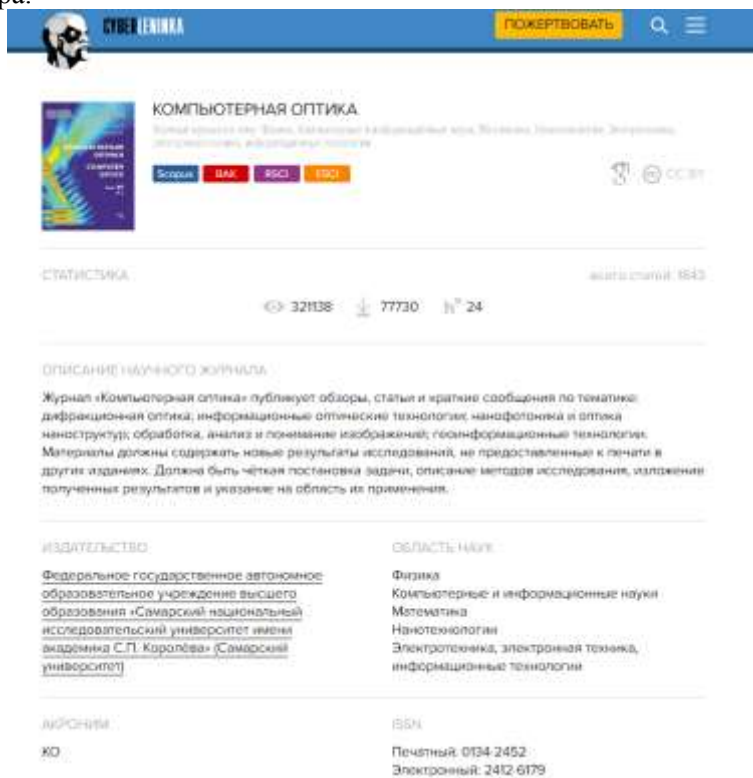 ра.
CYBERLENINKA
ПОЖЕРТВОВАТЬ
КОМПЬЮТЕРНАЯ ОПТИКА
Scopus ВАК RSCI ESCI
CC BY
СТАТИСТИКА
всего статей: 1843
321138 77730 24
ОПИСАНИЕ НАУЧНОГО ЖУРНАЛА
Журнал «Компьютерная оптика» публикует обзоры, статьи и краткие сообщения по тематике:
дифракционная оптика; информационные оптические технологии; нанофотоника и оптика
наноструктур; обработка, анализ и понимание изображений; геоинформационные технологии.
Материалы должны содержать новые результаты исследований, не предоставленные к печати в
других изданиях. Должна быть чёткая постановка задачи, описание методов исследования, изложение
полученных результатов и указание на область их применения.
ИЗДАТЕЛЬСТВО
Федеральное государственное автономное
образовательное учреждение высшего
образования «Самарский национальный
исследовательский университет имени
академика С.П. Королёва» (Самарский
университет)
ОБЛАСТЬ НАУК
Физика
Компьютерные и информационные науки
Математика
Нанотехнологии
Электротехника, электронная техника,
информационные технологии
АКРОНИМ
КО
ISSN
Печатный: 0134-2452
Электронный: 2412-6179